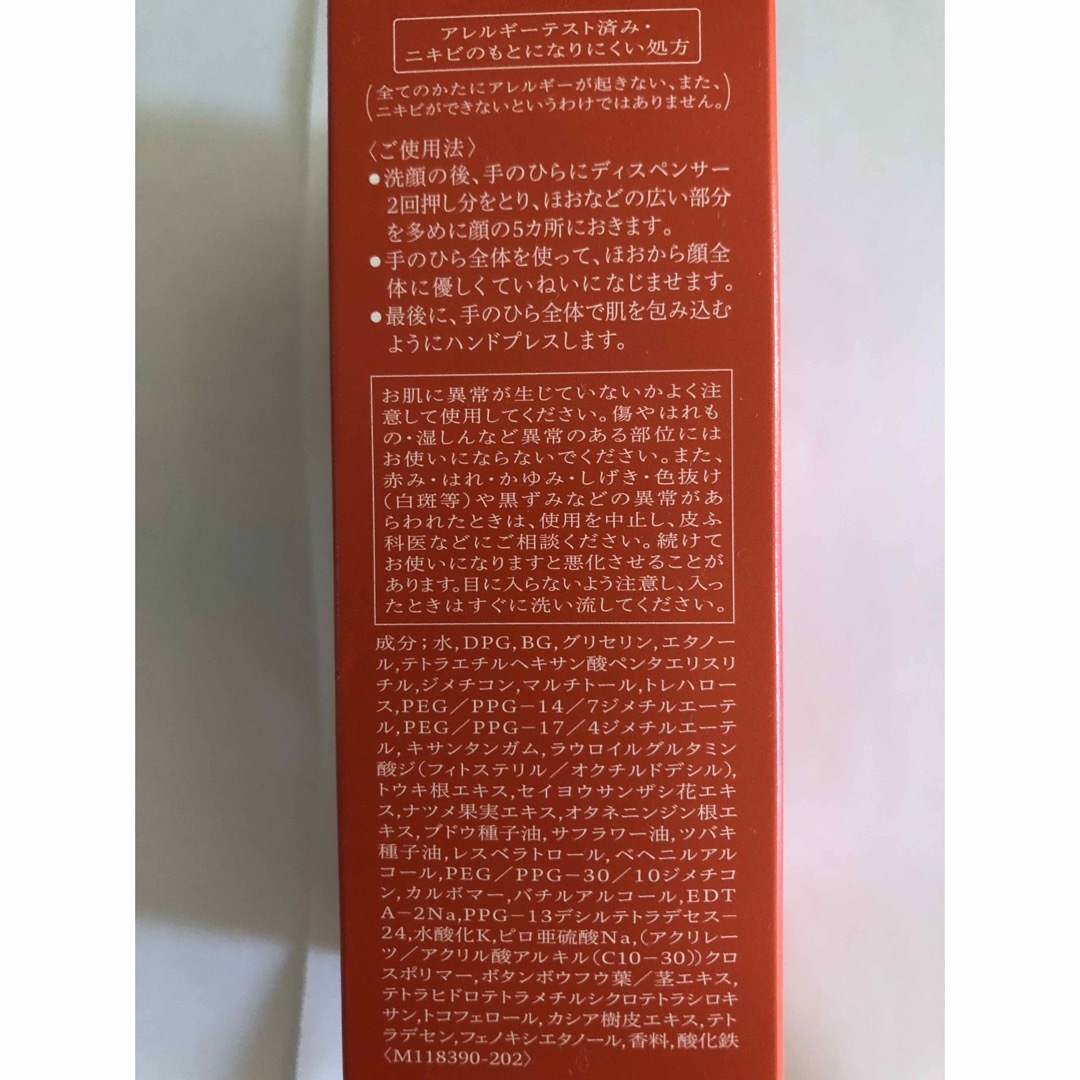 アレルギーテスト済み・
ニキビのもとになりにくい処方
(全てのかたにアレルギーが起きない、また、
ニキビができないというわけではありません。)
〈ご使用法〉
●洗顔の後、手のひらにディスペンサー
2回押し分をとり、ほおなどの広い部分
を多めに顔の5カ所におきます。
●手のひら全体を使って、ほおから顔全
体に優しくていねいになじませます。
●最後に、手のひら全体で肌を包み込む
ようにハンドプレスします。
お肌に異常が生じていないかよく注
意して使用してください。傷やはれも
の・湿しんなど異常のある部位には
お使いにならないでください。また、
赤み・はれ・かゆみ・しげき・色抜け
(白斑等)や黒ずみなどの異常があ
らわれたときは、使用を中止し、皮ふ
科医などにご相談ください。続けて
お使いになりますと悪化させることが
あります。目に入らないよう注意し、入っ
たときはすぐに洗い流してください。
成分；水,DPG,BG,グリセリン,エタノー
ル,テトラエチルヘキサン酸ペンタエリスリ
チル,ジメチコン,マルチトール,トレハロー
ス,PEG／PPG−14／7ジメチルエーテ
ル,PEG／PPG−17／4ジメチルエーテ
ル,キサンタンガム,ラウロイルグルタミン
酸ジ(フィトステリル／オクチルドデシル),
トウキ根エキス,セイヨウサンザシ花エキ
ス,ナツメ果実エキス,オタネニンジン根エ
キス,ブドウ種子油,サフラワー油,ツバキ
種子油,レスベラトロール,ベヘニルアル
コール,PEG／PPG−30／10ジメチコ
ン,カルボマー,バチルアルコール,EDT
A−2Na,PPG−13デシルテトラデセス−
24,水酸化K,ピロ亜硫酸Na,(アクリレー
ツ／アクリル酸アルキル(C10−30))クロ
スポリマー,ボタンボウフウ葉／茎エキス,
テトラヒドロテトラメチルシクロテトラシロキ
サン,トコフェロール,カシア樹皮エキス,テト
ラデセン,フェノキシエタノール,香料,酸化鉄
〈M118390-202〉